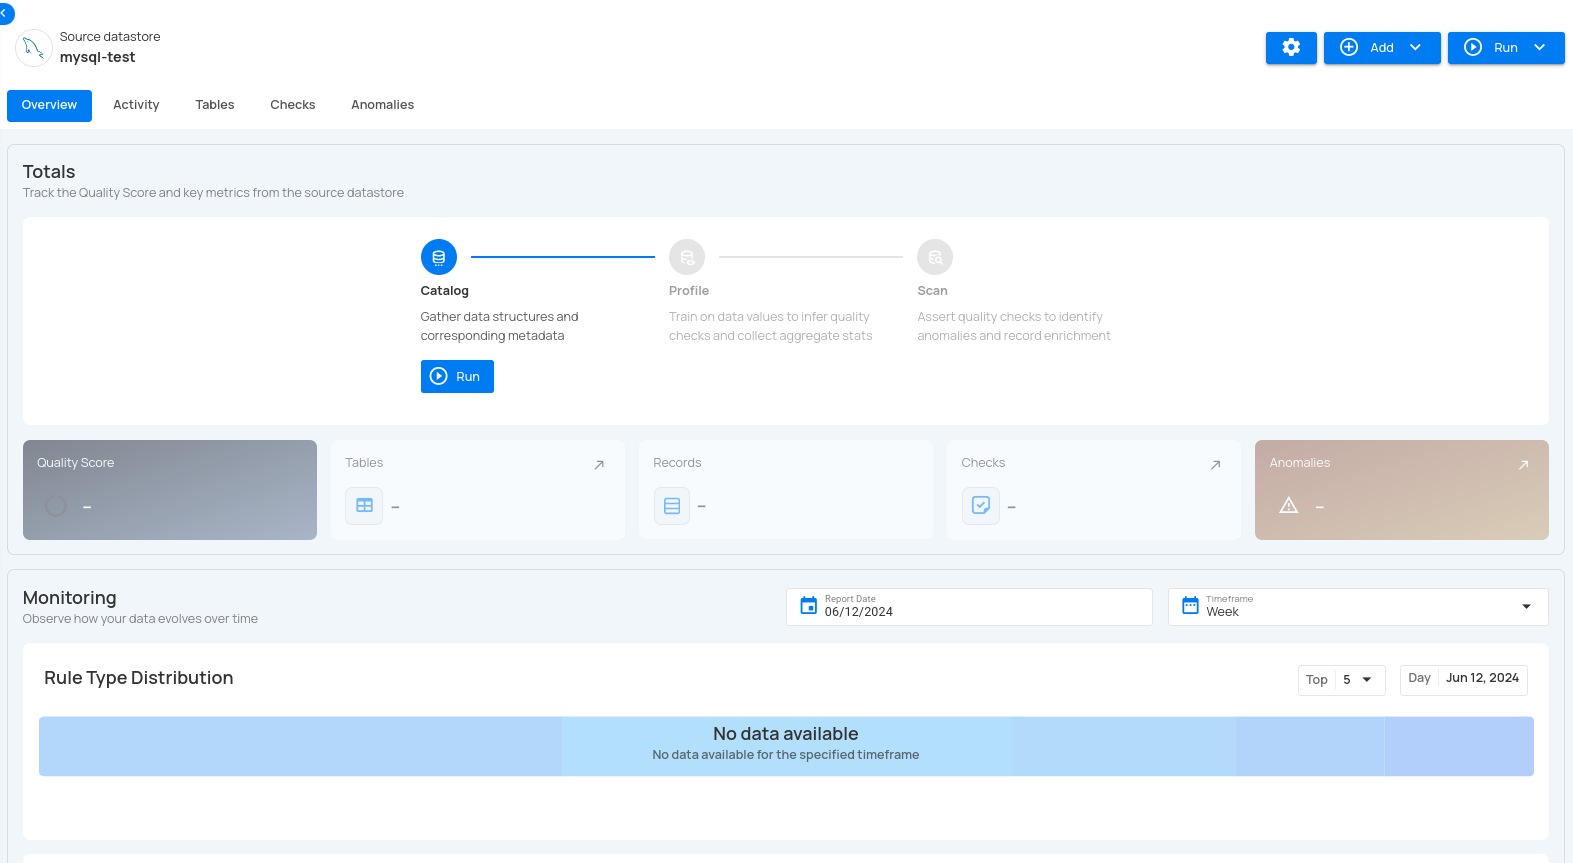 Source datastore
mysql-test
Add
Run
Overview
Activity
Tables
Checks
Anomalies
Totals
Track the Quality Score and key metrics from the source datastore
Catalog
Gather data structures and
corresponding metadata
Run
Profile
Train on data values to infer quality
checks and collect aggregate stats
Scan
Assert quality checks to identify
anomalies and record enrichment
Quality Score
–
Tables
–
Records
–
Checks
–
Anomalies
–
Monitoring
Observe how your data evolves over time
Report Date
06/12/2024
Timeframe
Week
Rule Type Distribution
Top 5
Day Jun 12, 2024
No data available
No data available for the specified timeframe